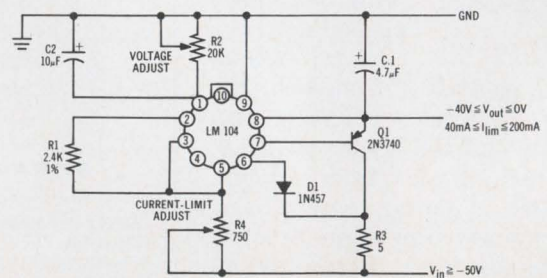 GND
C2
10μF
+
VOLTAGE
ADJUST
R2
20K
+
C.1
4.7μF
10
1
9
2
8
−40V ≦ Vout ≦ 0V
40mA ≦ Ilim ≦ 200mA
LM 104
R1
2.4K
1%
3
7
Q1
2N3740
4
5
6
D1
1N457
CURRENT-LIMIT
ADJUST
R4
750
R3
5
Vin ≧ −50V